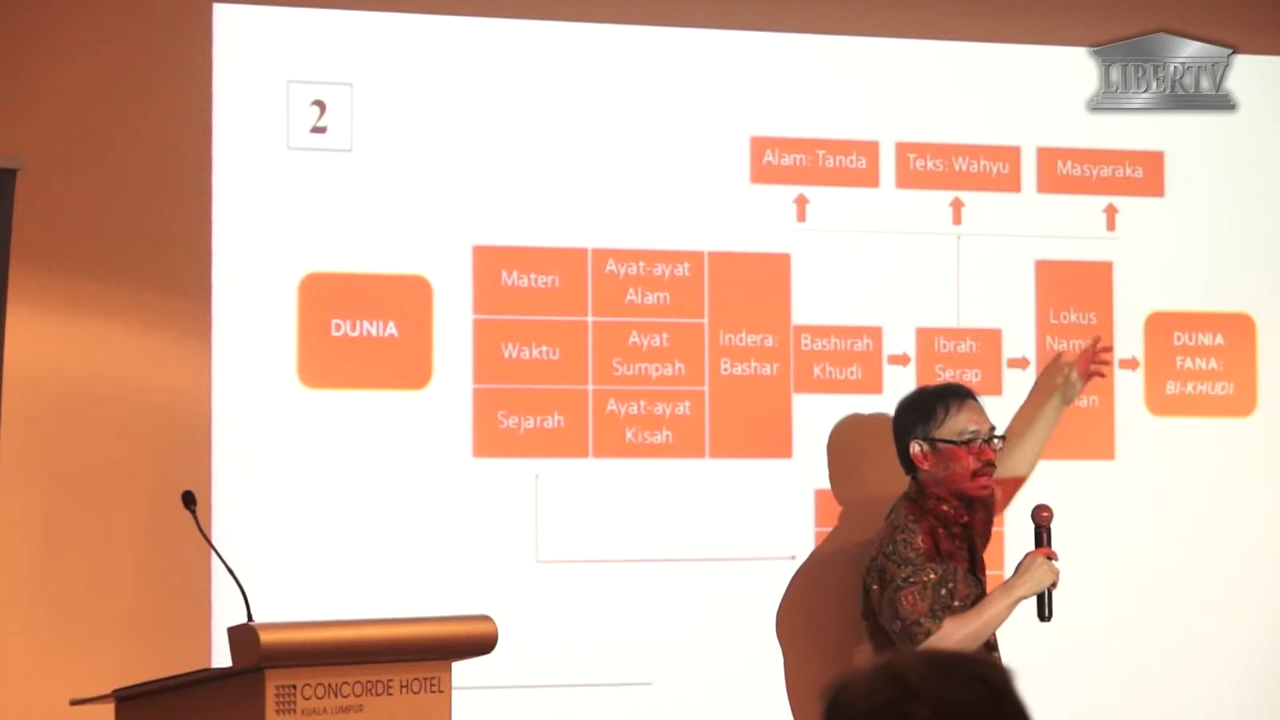 LIBERTV
2
Alam: Tanda
Teks: Wahyu
Masyaraka
DUNIA
Materi
Ayat-ayat
Alam
Waktu
Ayat
Sumpah
Sejarah
Ayat-ayat
Kisah
Indera:
Bashar
Bashirah
Khudi
Ibrah:
Serap
Lokus
DUNIA
FANA:
BI-KHUDI
CONCORDE HOTEL
KUALA LUMPUR